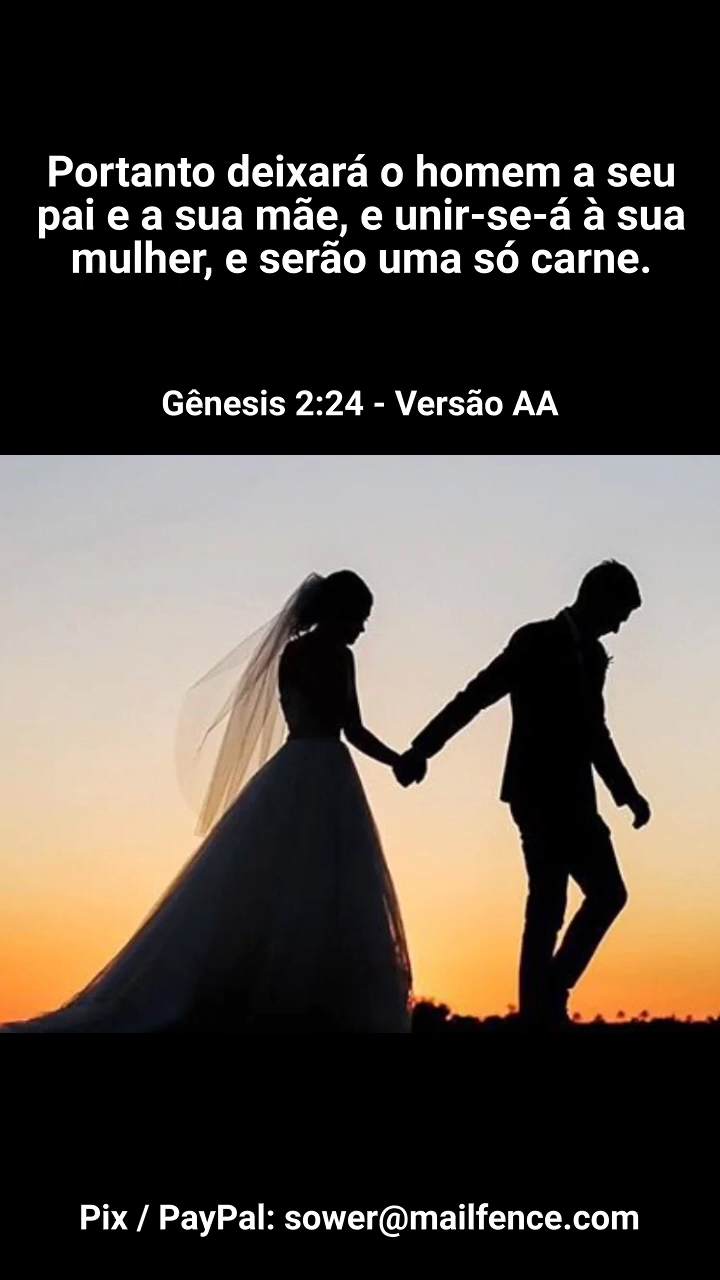 Portanto deixará o homem a seu
pai e a sua mãe, e unir-se-á à sua
mulher, e serão uma só carne.
Gênesis 2:24 - Versão AA
Pix / PayPal: sower@mailfence.com